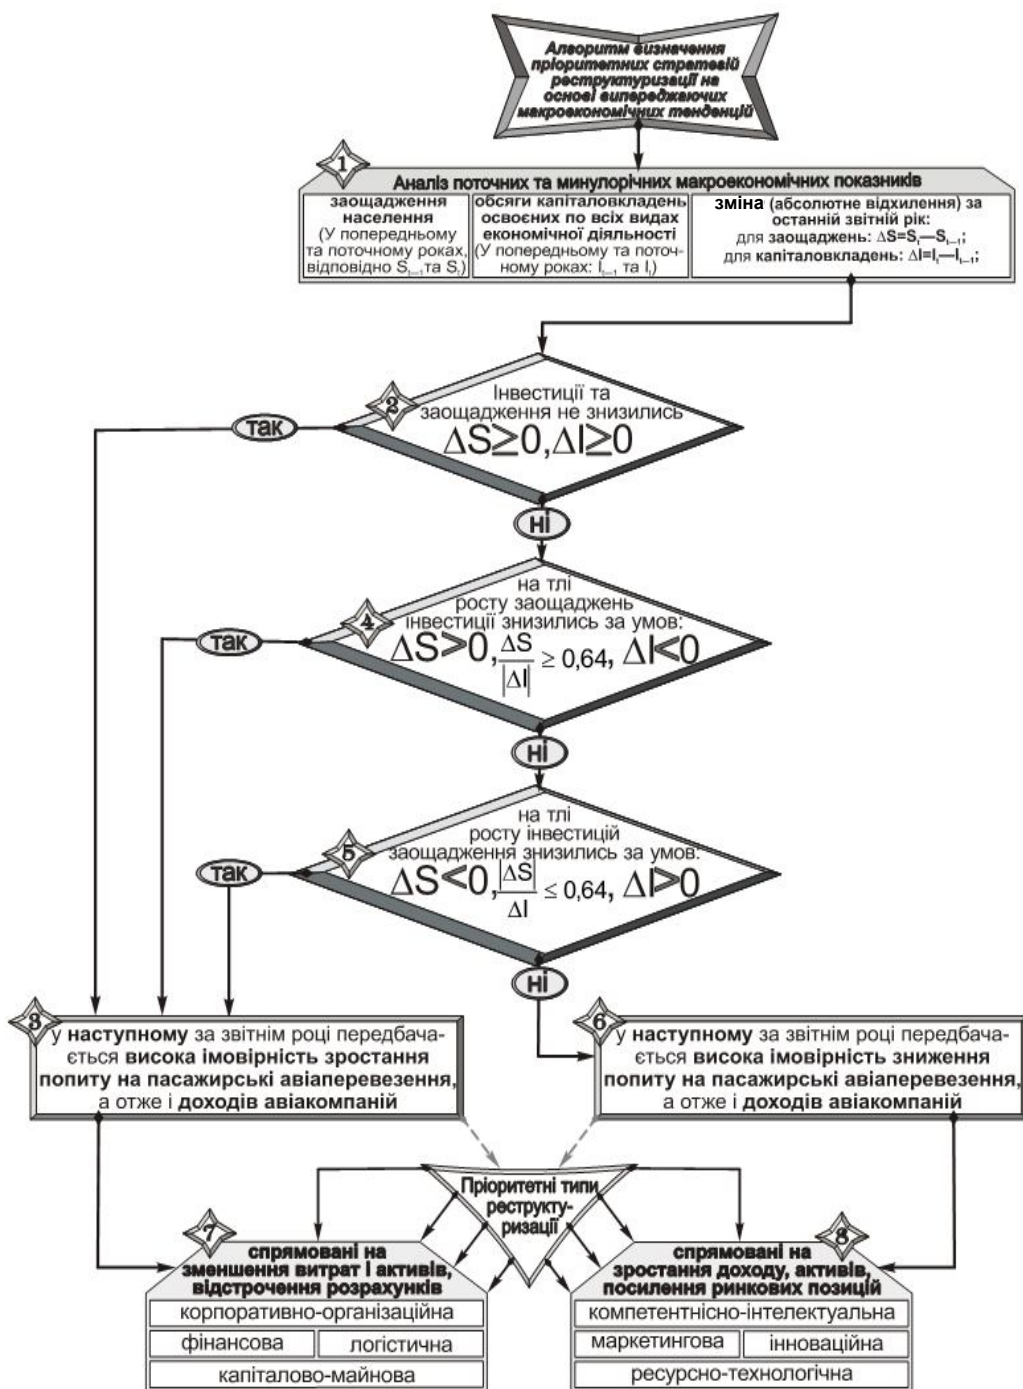 Алгоритм визначення
пріоритетних стратегій
реструктуризації на
основі випереджаючих
макроекономічних тенденцій
1
Аналіз поточних та минулорічних макроекономічних показників
заощадження
населення
(У попередньому
та поточному роках,
відповідно Sₜ₋₁ та Sₜ)
обсяги капіталовкладень
освоєних по всіх видах
економічної діяльності
(У попередньому та поточ-
ному роках: Iₜ₋₁ та Iₜ)
зміна (абсолютне відхилення) за
останній звітній рік:
для заощаджень: ΔS=Sₜ—Sₜ₋₁;
для капіталовкладень: ΔI=Iₜ—Iₜ₋₁;
2
Інвестиції та
заощадження не знизились
ΔS≥0, ΔI≥0
так
ні
4
на тлі
росту заощаджень
інвестиції знизились за умов:
ΔS>0, ΔS/|ΔI| ≥ 0,64, ΔI<0
так
ні
5
на тлі
росту інвестицій
заощадження знизились за умов:
ΔS<0, |ΔS|/ΔI ≤ 0,64, ΔI>0
так
ні
3
у наступному за звітнім році передбача-
ється висока імовірність зростання
попиту на пасажирські авіаперевезення,
а отже і доходів авіакомпаній
6
у наступному за звітнім році передбача-
ється висока імовірність зниження
попиту на пасажирські авіаперевезення,
а отже і доходів авіакомпаній
Пріоритетні типи
реструкту-
ризації
7
спрямовані на
зменшення витрат і активів,
відстрочення розрахунків
корпоративно-організаційна
фінансова
логістична
капіталово-майнова
8
спрямовані на
зростання доходу, активів,
посилення ринкових позицій
компетентнісно-інтелектуальна
маркетингова
інноваційна
ресурсно-технологічна